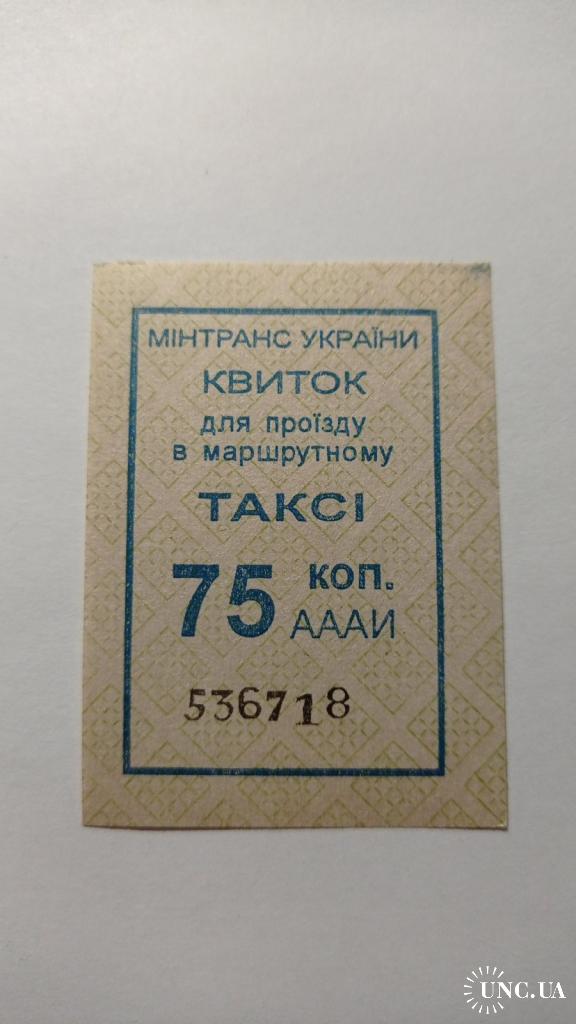 МІНТРАНС УКРАЇНИ
КВИТОК
для проїзду
в маршрутному
ТАКСІ
75 коп.
АААИ
536718
UNC.UA